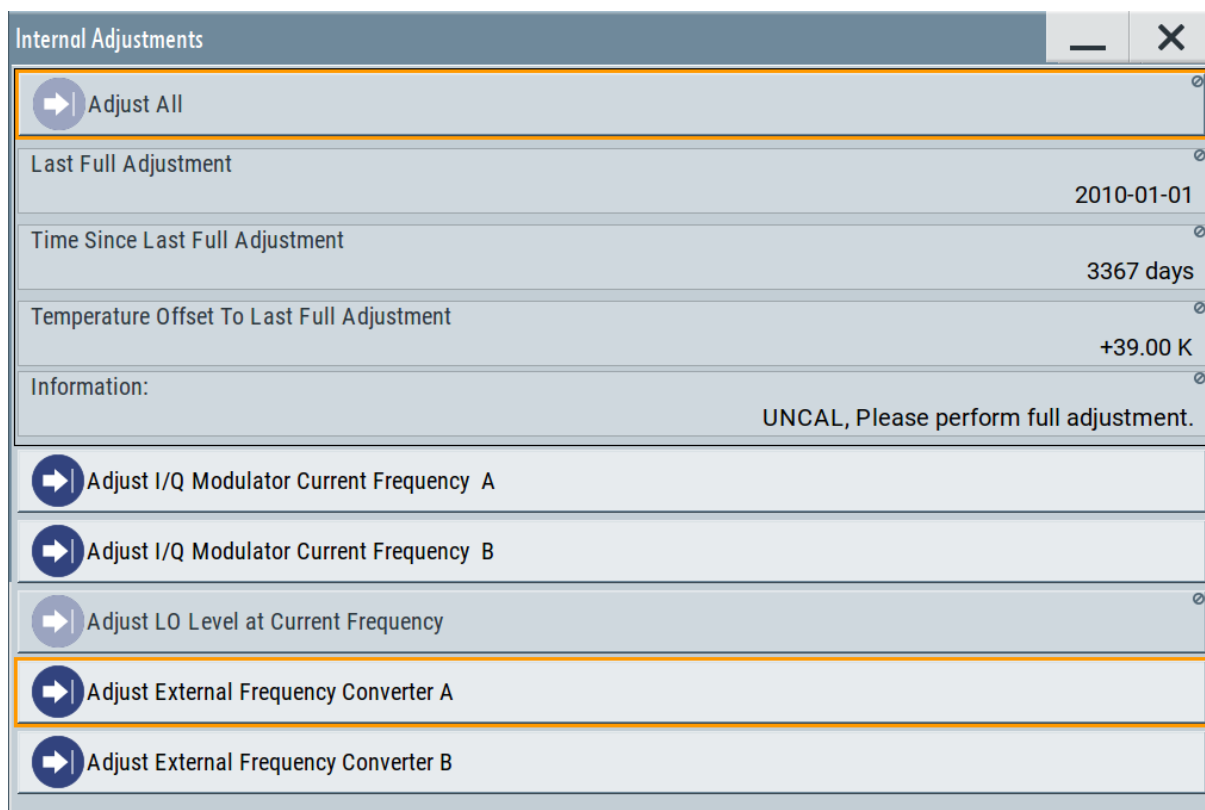 Internal Adjustments
Adjust All
Last Full Adjustment
2010-01-01
Time Since Last Full Adjustment
3367 days
Temperature Offset To Last Full Adjustment
+39.00 K
Information:
UNCAL, Please perform full adjustment.
Adjust I/Q Modulator Current Frequency A
Adjust I/Q Modulator Current Frequency B
Adjust LO Level at Current Frequency
Adjust External Frequency Converter A
Adjust External Frequency Converter B